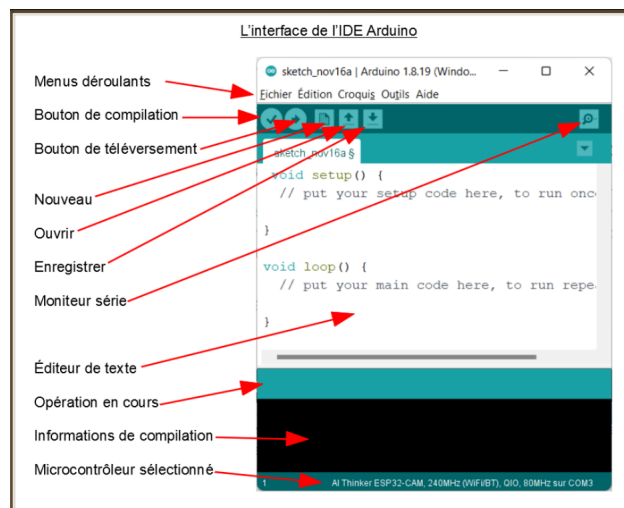 L'interface de l'IDE Arduino
sketch_nov16a | Arduino 1.8.19 (Windo...
Menus déroulants
Fichier Édition Croquis Outils Aide
Bouton de compilation
Bouton de téléversement
sketch_nov16a §
void setup() {
// put your setup code here, to run onc
Nouveau
Ouvrir
}
Enregistrer
void loop() {
Moniteur série
// put your main code here, to run repe
}
Éditeur de texte
Opération en cours
Informations de compilation
Microcontrôleur sélectionné
1
AI Thinker ESP32-CAM, 240MHz (WiFi/BT), QIO, 80MHz sur COM3